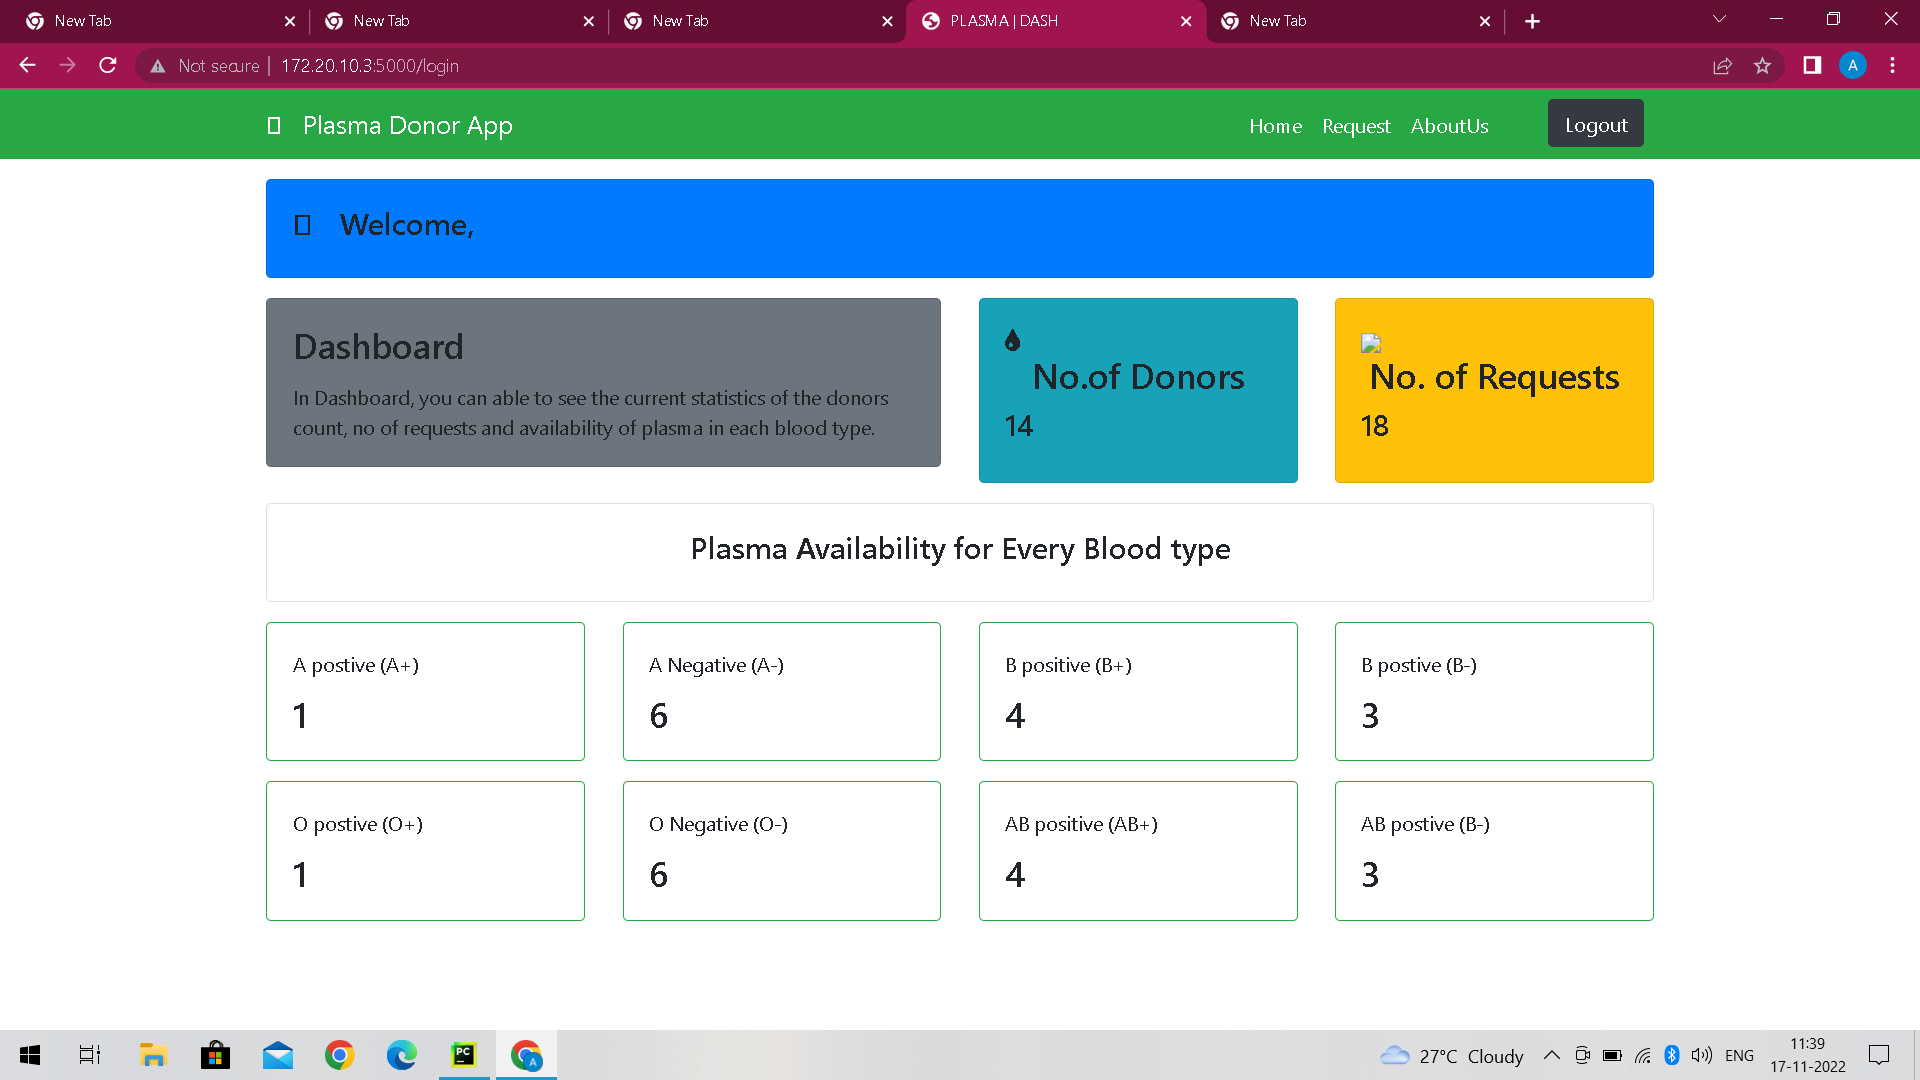 New Tab
New Tab
New Tab
PLASMA | DASH
New Tab
Not secure
172.20.10.3:5000/login
A
Plasma Donor App
Home
Request
AboutUs
Logout
Welcome,
Dashboard
In Dashboard, you can able to see the current statistics of the donors
count, no of requests and availability of plasma in each blood type.
No.of Donors
14
No. of Requests
18
Plasma Availability for Every Blood type
A postive (A+)
1
A Negative (A-)
6
B positive (B+)
4
B postive (B-)
3
O postive (O+)
1
O Negative (O-)
6
AB positive (AB+)
4
AB postive (B-)
3
PC
A
27°C Cloudy
ENG
11:39
17-11-2022